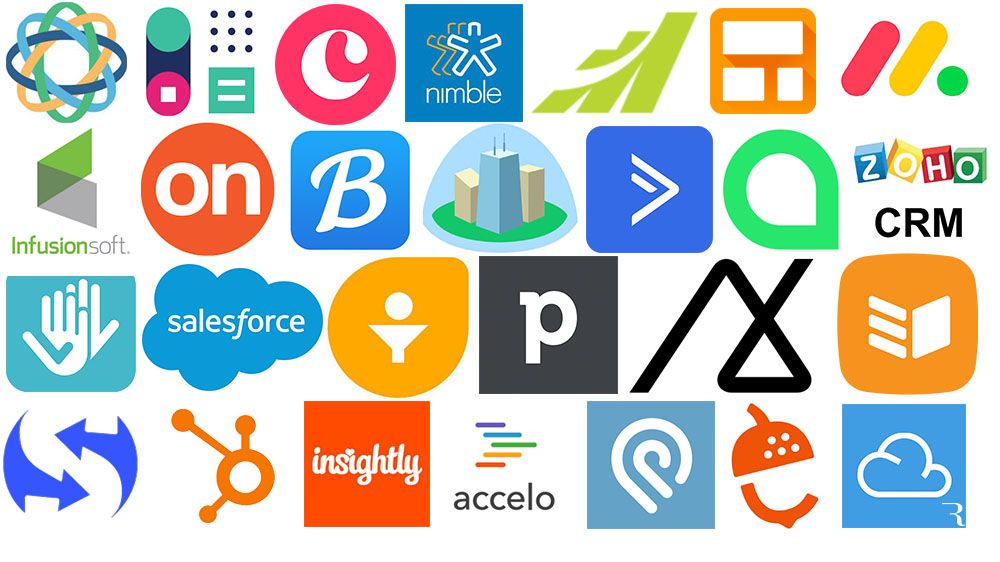 C
nimble
Infusionsoft.
on
B
ZOHO
CRM
salesforce
p
insightly
accelo
R